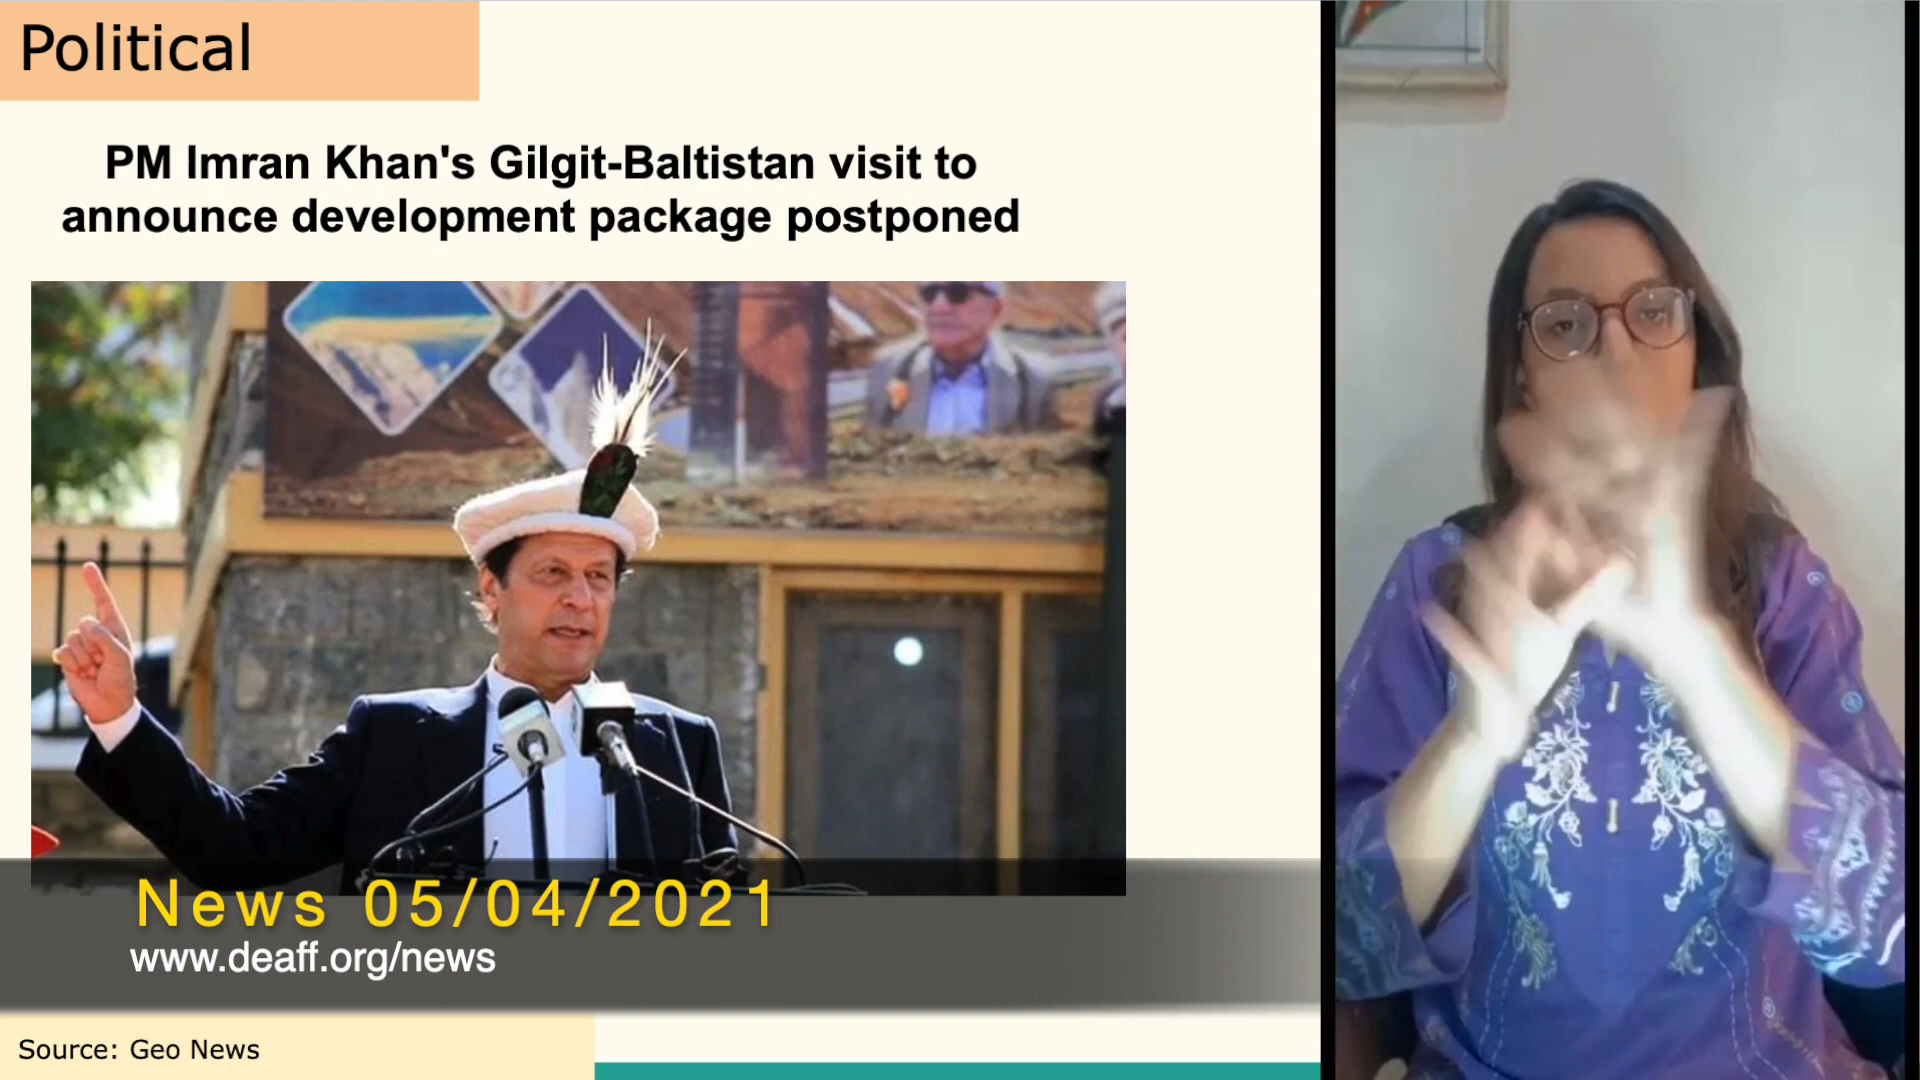 Political
PM Imran Khan's Gilgit-Baltistan visit to
announce development package postponed
News 05/04/2021
www.deaff.org/news
Source: Geo News